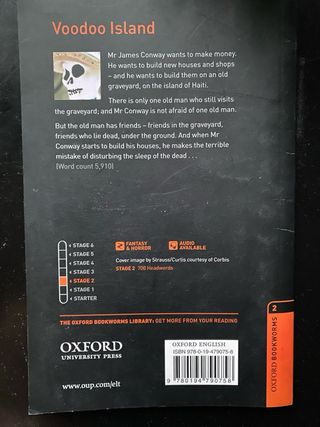 Voodoo Island
Mr James Conway wants to make money.
He wants to build new houses and shops
– and he wants to build them on an old
graveyard, on the island of Haiti.
There is only one old man who still visits
the graveyard; and Mr Conway is not afraid of one old man.
But the old man has friends – friends in the graveyard,
friends who lie dead, under the ground. And when Mr
Conway starts to build his houses, he makes the terrible
mistake of disturbing the sleep of the dead . . .
(Word count 5,910)
STAGE 6
STAGE 5
STAGE 4
STAGE 3
STAGE 2
STAGE 1
STARTER
FANTASY
& HORROR
AUDIO
AVAILABLE
Cover image by Strauss/Curtis courtesy of Corbis
STAGE 2 700 Headwords
THE OXFORD BOOKWORMS LIBRARY: GET MORE FROM YOUR READING
OXFORD
UNIVERSITY PRESS
www.oup.com/elt
OXFORD ENGLISH
ISBN 978-0-19-479075-8
9 780194 790758
2
OXFORD BOOKWORMS